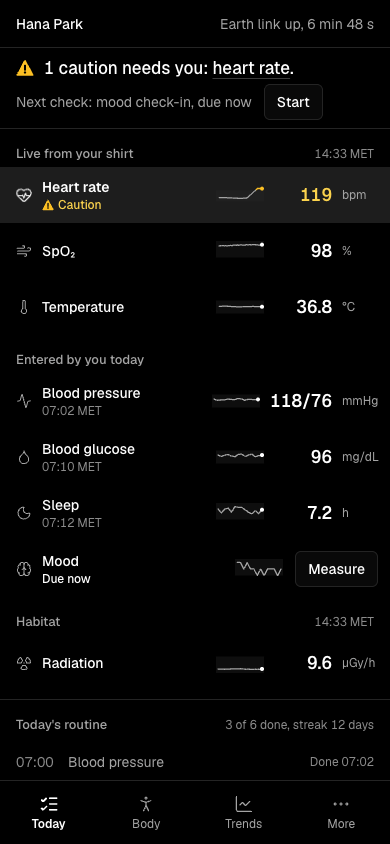 Hana Park
Earth link up, 6 min 48 s
1 caution needs you: heart rate.
Next check: mood check-in, due now
Start
Live from your shirt
14:33 MET
Heart rate
Caution
119 bpm
SpO₂
98 %
Temperature
36.8 °C
Entered by you today
Blood pressure
07:02 MET
118/76 mmHg
Blood glucose
07:10 MET
96 mg/dL
Sleep
07:12 MET
7.2 h
Mood
Due now
Measure
Habitat
14:33 MET
Radiation
9.6 µGy/h
Today's routine
3 of 6 done, streak 12 days
07:00 Blood pressure
Done 07:02
Today
Body
Trends
More